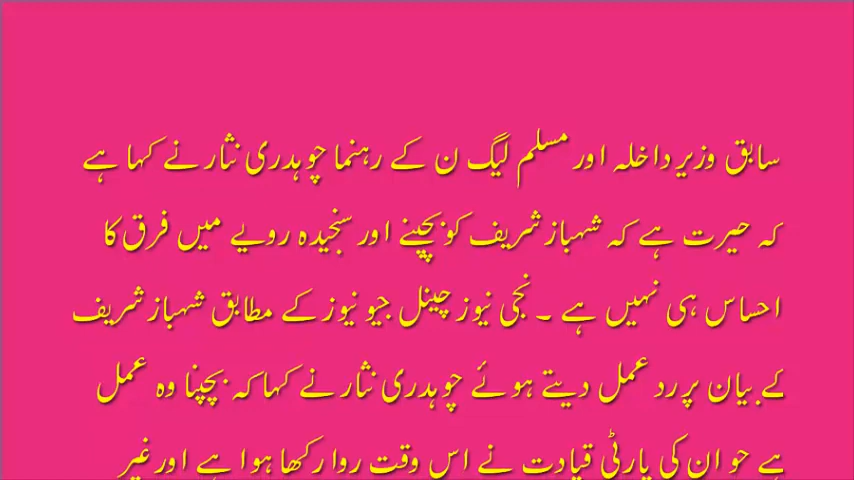 سابق وزیر داخلہ اور مسلم لیگ ن کے رہنما چوہدری نثار نے کہا ہے
کہ حیرت ہے کہ شہباز شریف کو بچپنے اور سنجیدہ رویے میں فرق کا
احساس ہی نہیں ہے ۔ نجی نیوز چینل جیو نیوز کے مطابق شہباز شریف
کے بیان پر رد عمل دیتے ہوئے چوہدری نثار نے کہا کہ بچپنا وہ عمل
ہے جو ان کی پارٹی قیادت نے اس وقت روا رکھا ہوا ہے اور غیر